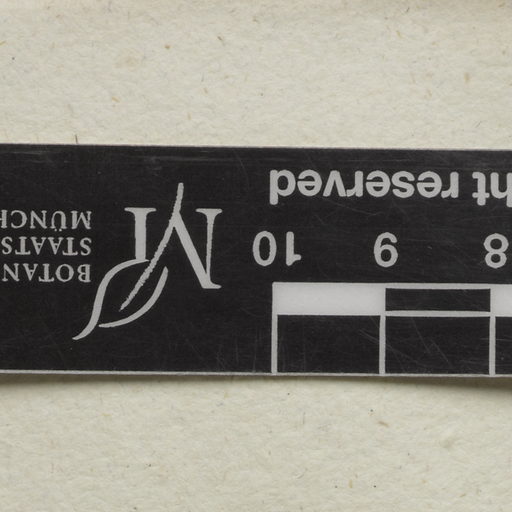 8 9 10
ht reserved
M
BOTAN
STAATS
MÜNCH